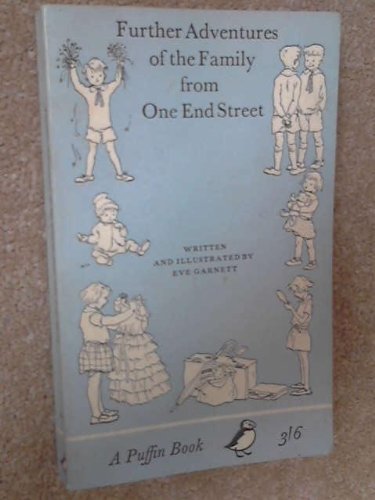 Further Adventures
of the Family
from
One End Street
WRITTEN
AND ILLUSTRATED BY
EVE GARNETT
A Puffin Book
3/6